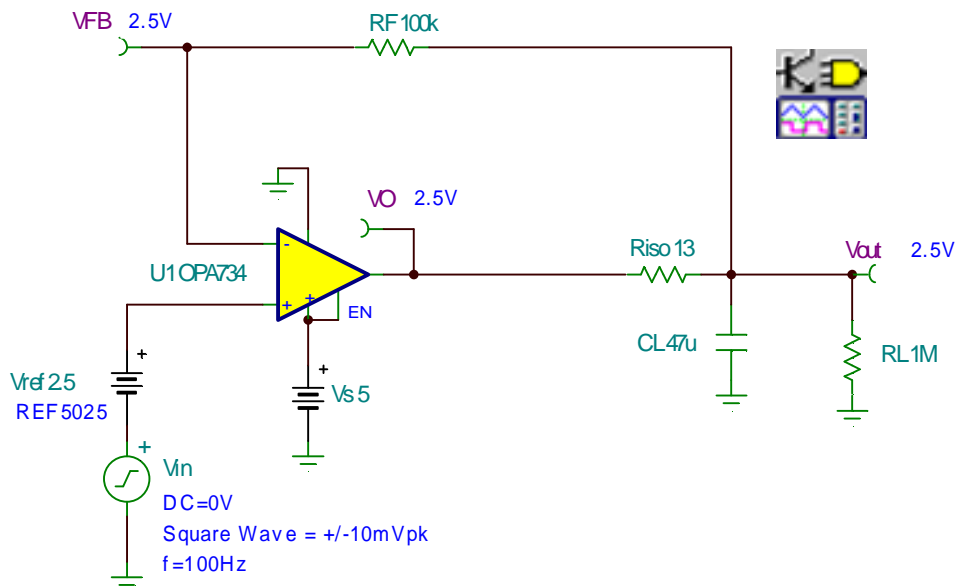 VFB 2.5V
RF 100k
VO 2.5V
U1 OPA734
-
+
+
EN
Riso 13
Vout 2.5V
CL 47u
RL 1M
+
Vref 2.5
REF5025
+
Vs 5
+
Vin
DC=0V
Square Wave = +/-10mVpk
f=100Hz